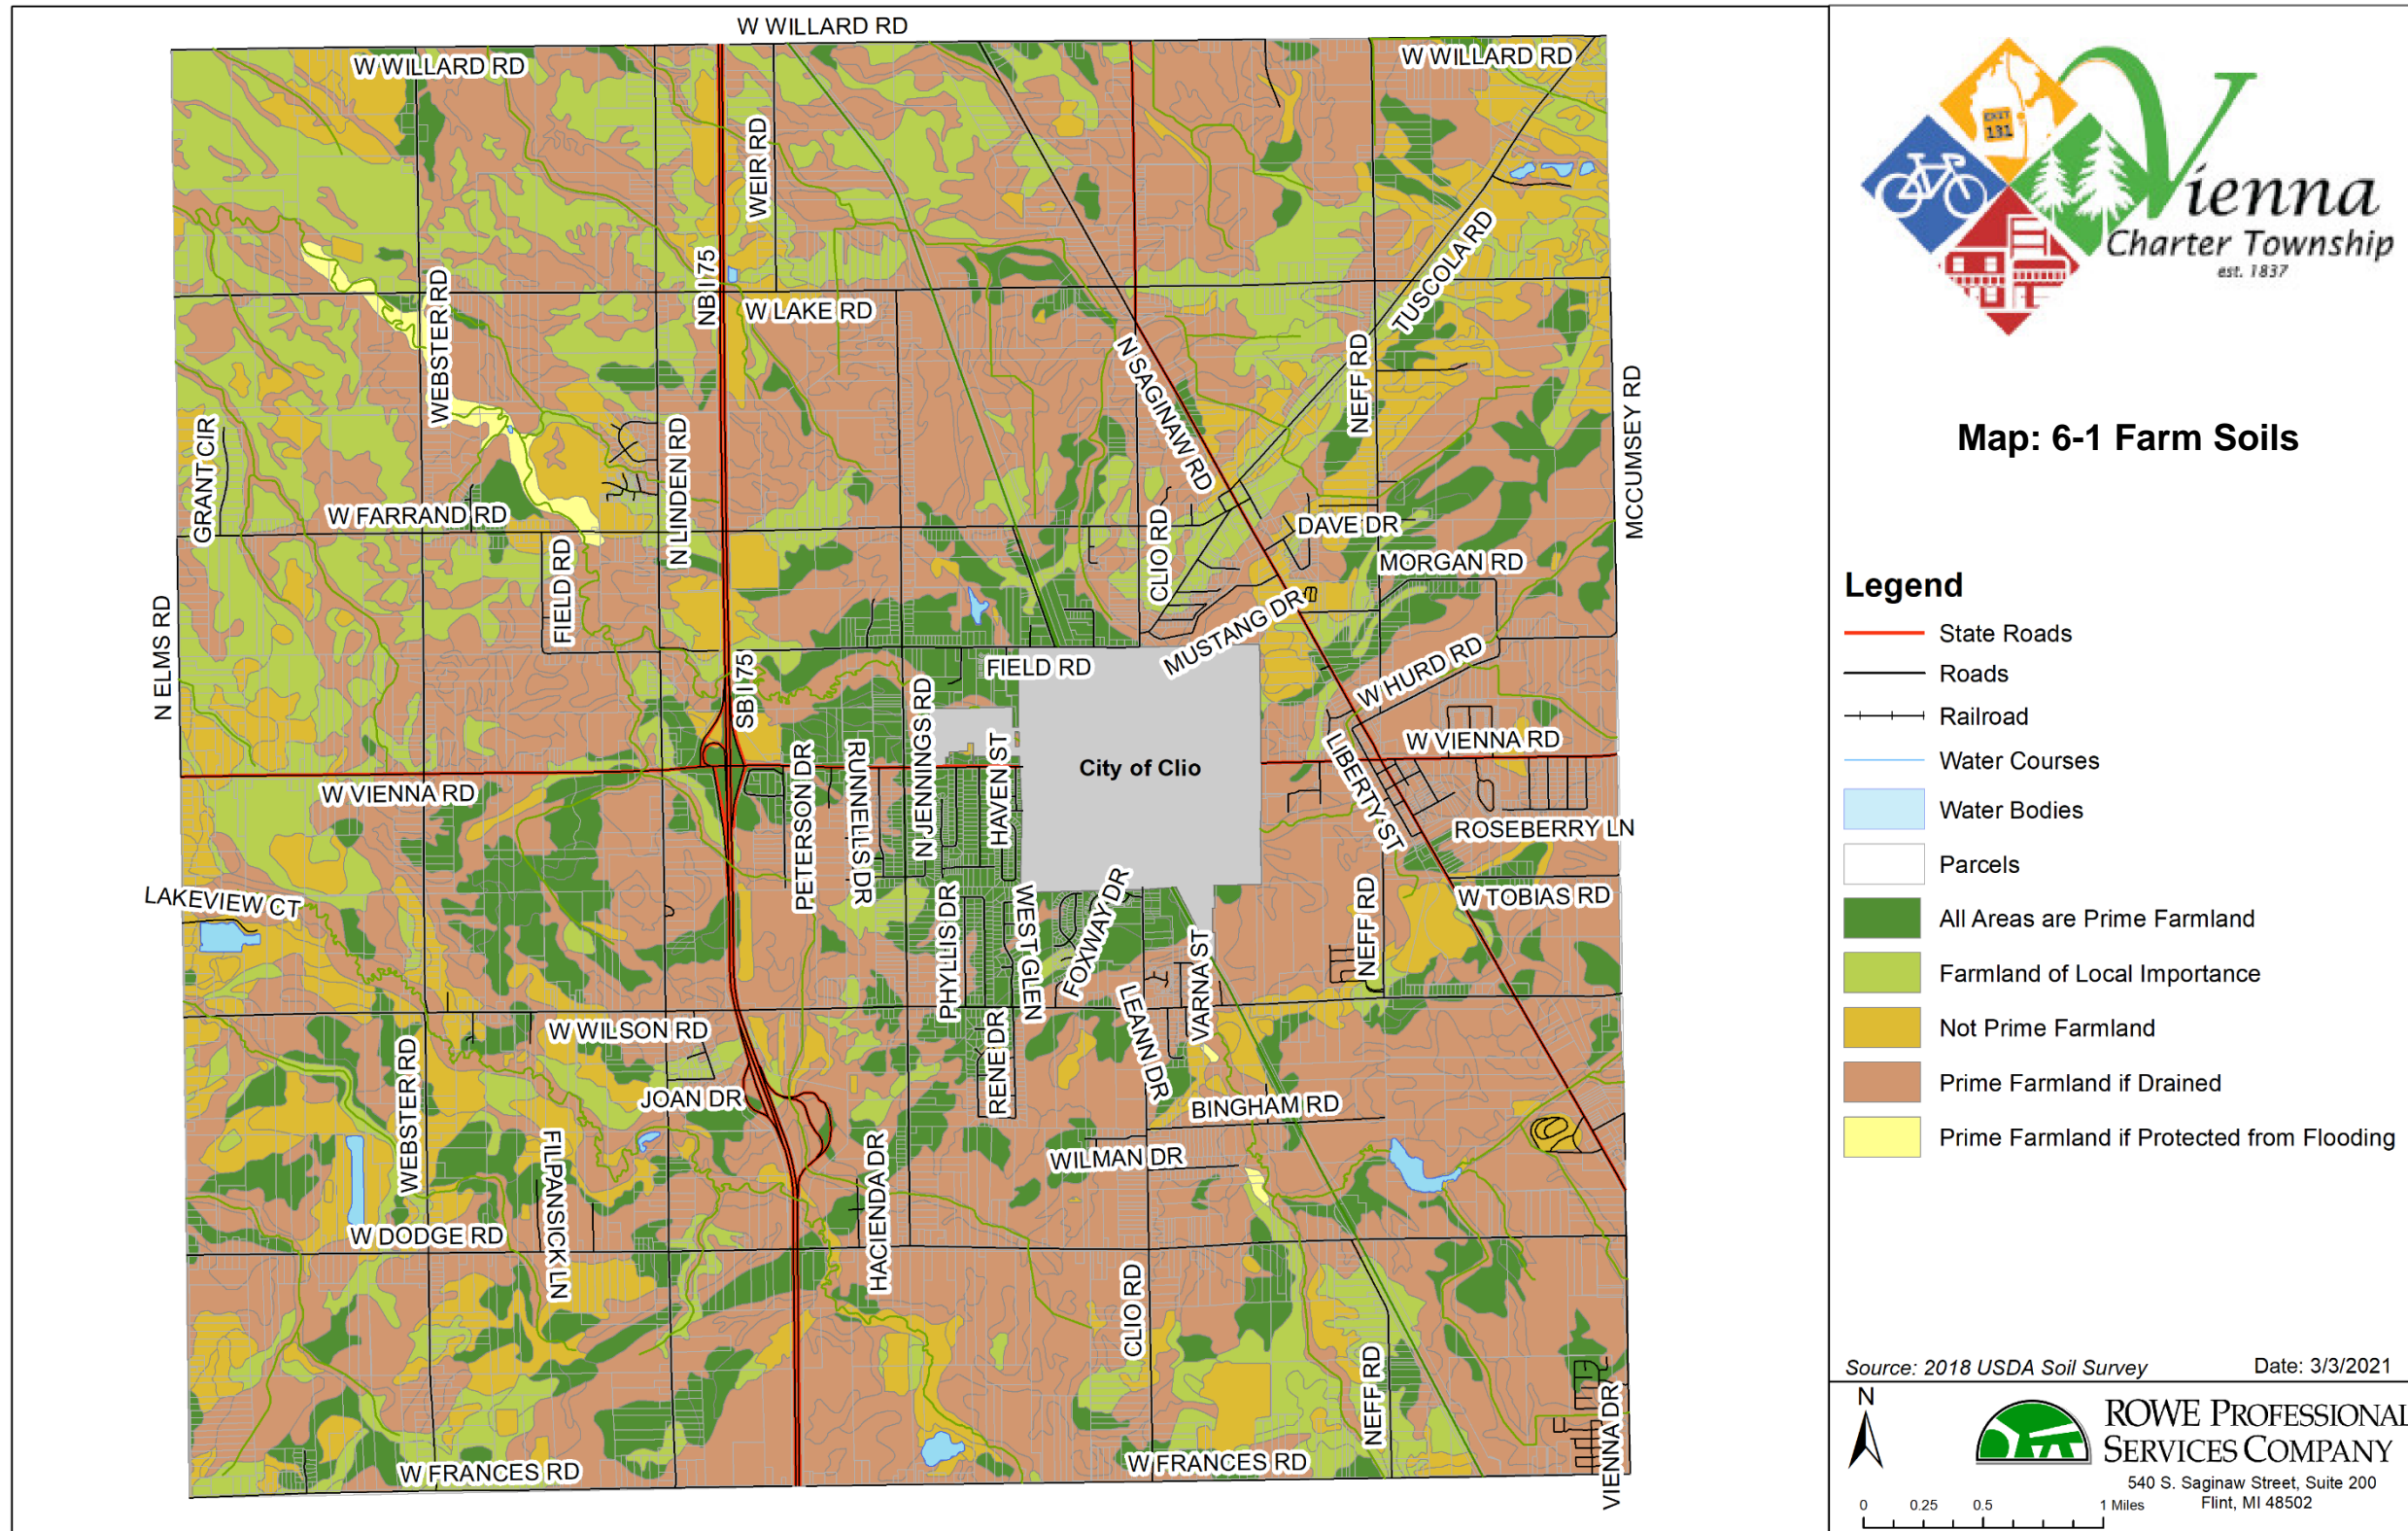 W WILLARD RD
W WILLARD RD
W WILLARD RD
WEIR RD
TUSCOLA RD
NB I 75
WEBSTER RD
W LAKE RD
N SAGINAW RD
NEFF RD
MCCUMSEY RD
GRANT CIR
N LINDEN RD
W FARRAND RD
CLIO RD
DAVE DR
FIELD RD
MORGAN RD
N ELMS RD
MUSTANG DR
FIELD RD
W HURD RD
SB I 75
N JENNINGS RD
W VIENNA RD
HAVEN ST
City of Clio
LIBERTY ST
PETERSON DR
RUNNELLS DR
W VIENNA RD
ROSEBERRY LN
LAKEVIEW CT
PHYLLIS DR
WEST GLEN
FOXWAY DR
NEFF RD
W TOBIAS RD
VARNA ST
W WILSON RD
LEANN DR
RENE DR
WEBSTER RD
JOAN DR
BINGHAM RD
FILPANSICK LN
HACIENDA DR
WILMAN DR
W DODGE RD
CLIO RD
NEFF RD
VIENNA DR
W FRANCES RD
W FRANCES RD
EXIT
131
Vienna
Charter Township
est. 1837
Map: 6-1 Farm Soils
Legend
State Roads
Roads
Railroad
Water Courses
Water Bodies
Parcels
All Areas are Prime Farmland
Farmland of Local Importance
Not Prime Farmland
Prime Farmland if Drained
Prime Farmland if Protected from Flooding
Source: 2018 USDA Soil Survey Date: 3/3/2021
N
0 0.25 0.5 1 Miles
ROWE PROFESSIONAL
SERVICES COMPANY
540 S. Saginaw Street, Suite 200
Flint, MI 48502